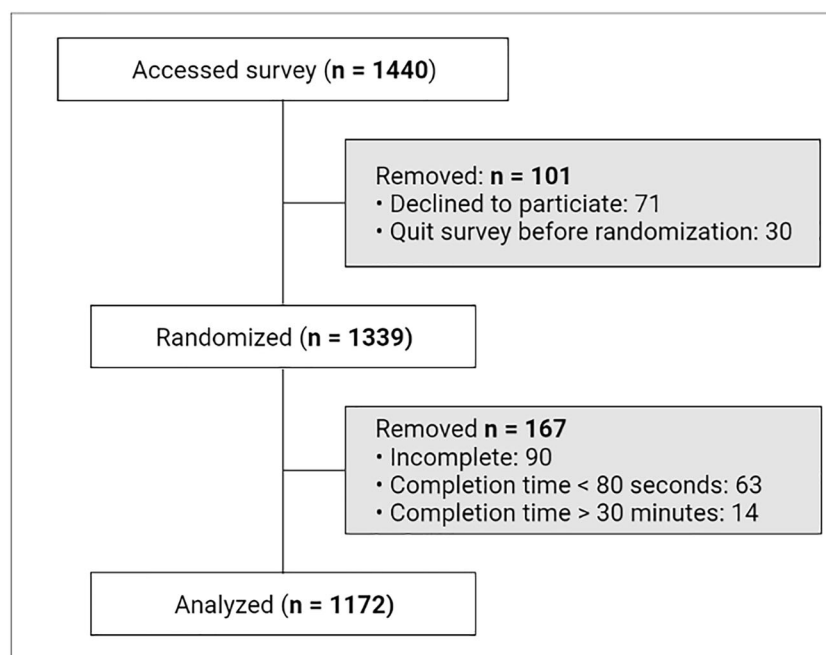 Accessed survey (n = 1440)
Removed: n = 101
• Declined to particiate: 71
• Quit survey before randomization: 30
Randomized (n = 1339)
Removed n = 167
• Incomplete: 90
• Completion time < 80 seconds: 63
• Completion time > 30 minutes: 14
Analyzed (n = 1172)